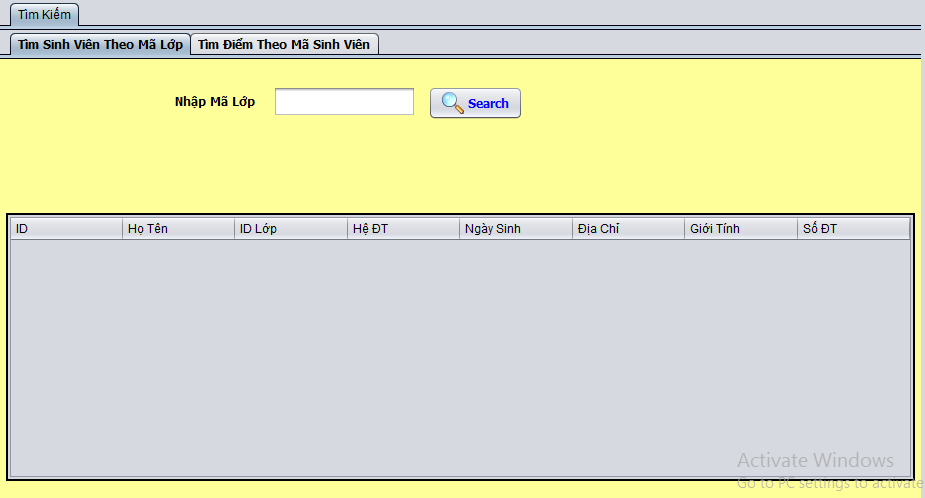 Tìm Kiếm
Tìm Sinh Viên Theo Mã Lớp Tìm Điểm Theo Mã Sinh Viên
Nhập Mã Lớp Search
ID Họ Tên ID Lớp Hệ ĐT Ngày Sinh Địa Chỉ Giới Tính Số ĐT
Activate Windows
Go to PC settings to activate